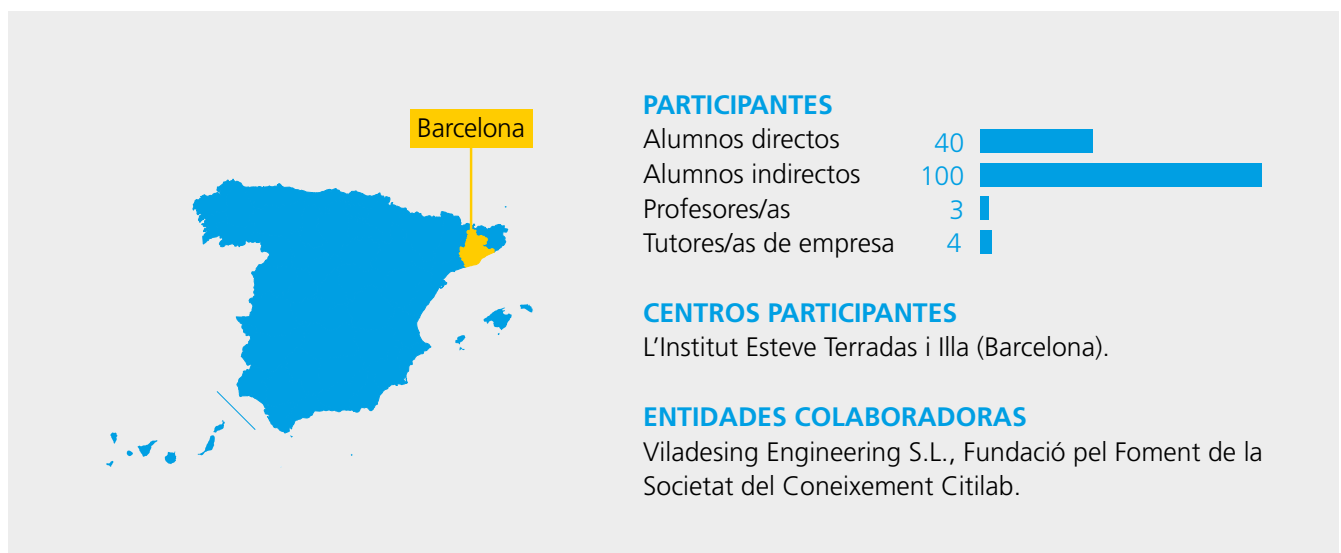 Barcelona
PARTICIPANTES
Alumnos directos 40
Alumnos indirectos 100
Profesores/as 3
Tutores/as de empresa 4
CENTROS PARTICIPANTES
L’Institut Esteve Terradas i Illa (Barcelona).
ENTIDADES COLABORADORAS
Viladesing Engineering S.L., Fundació pel Foment de la
Societat del Coneixement Citilab.